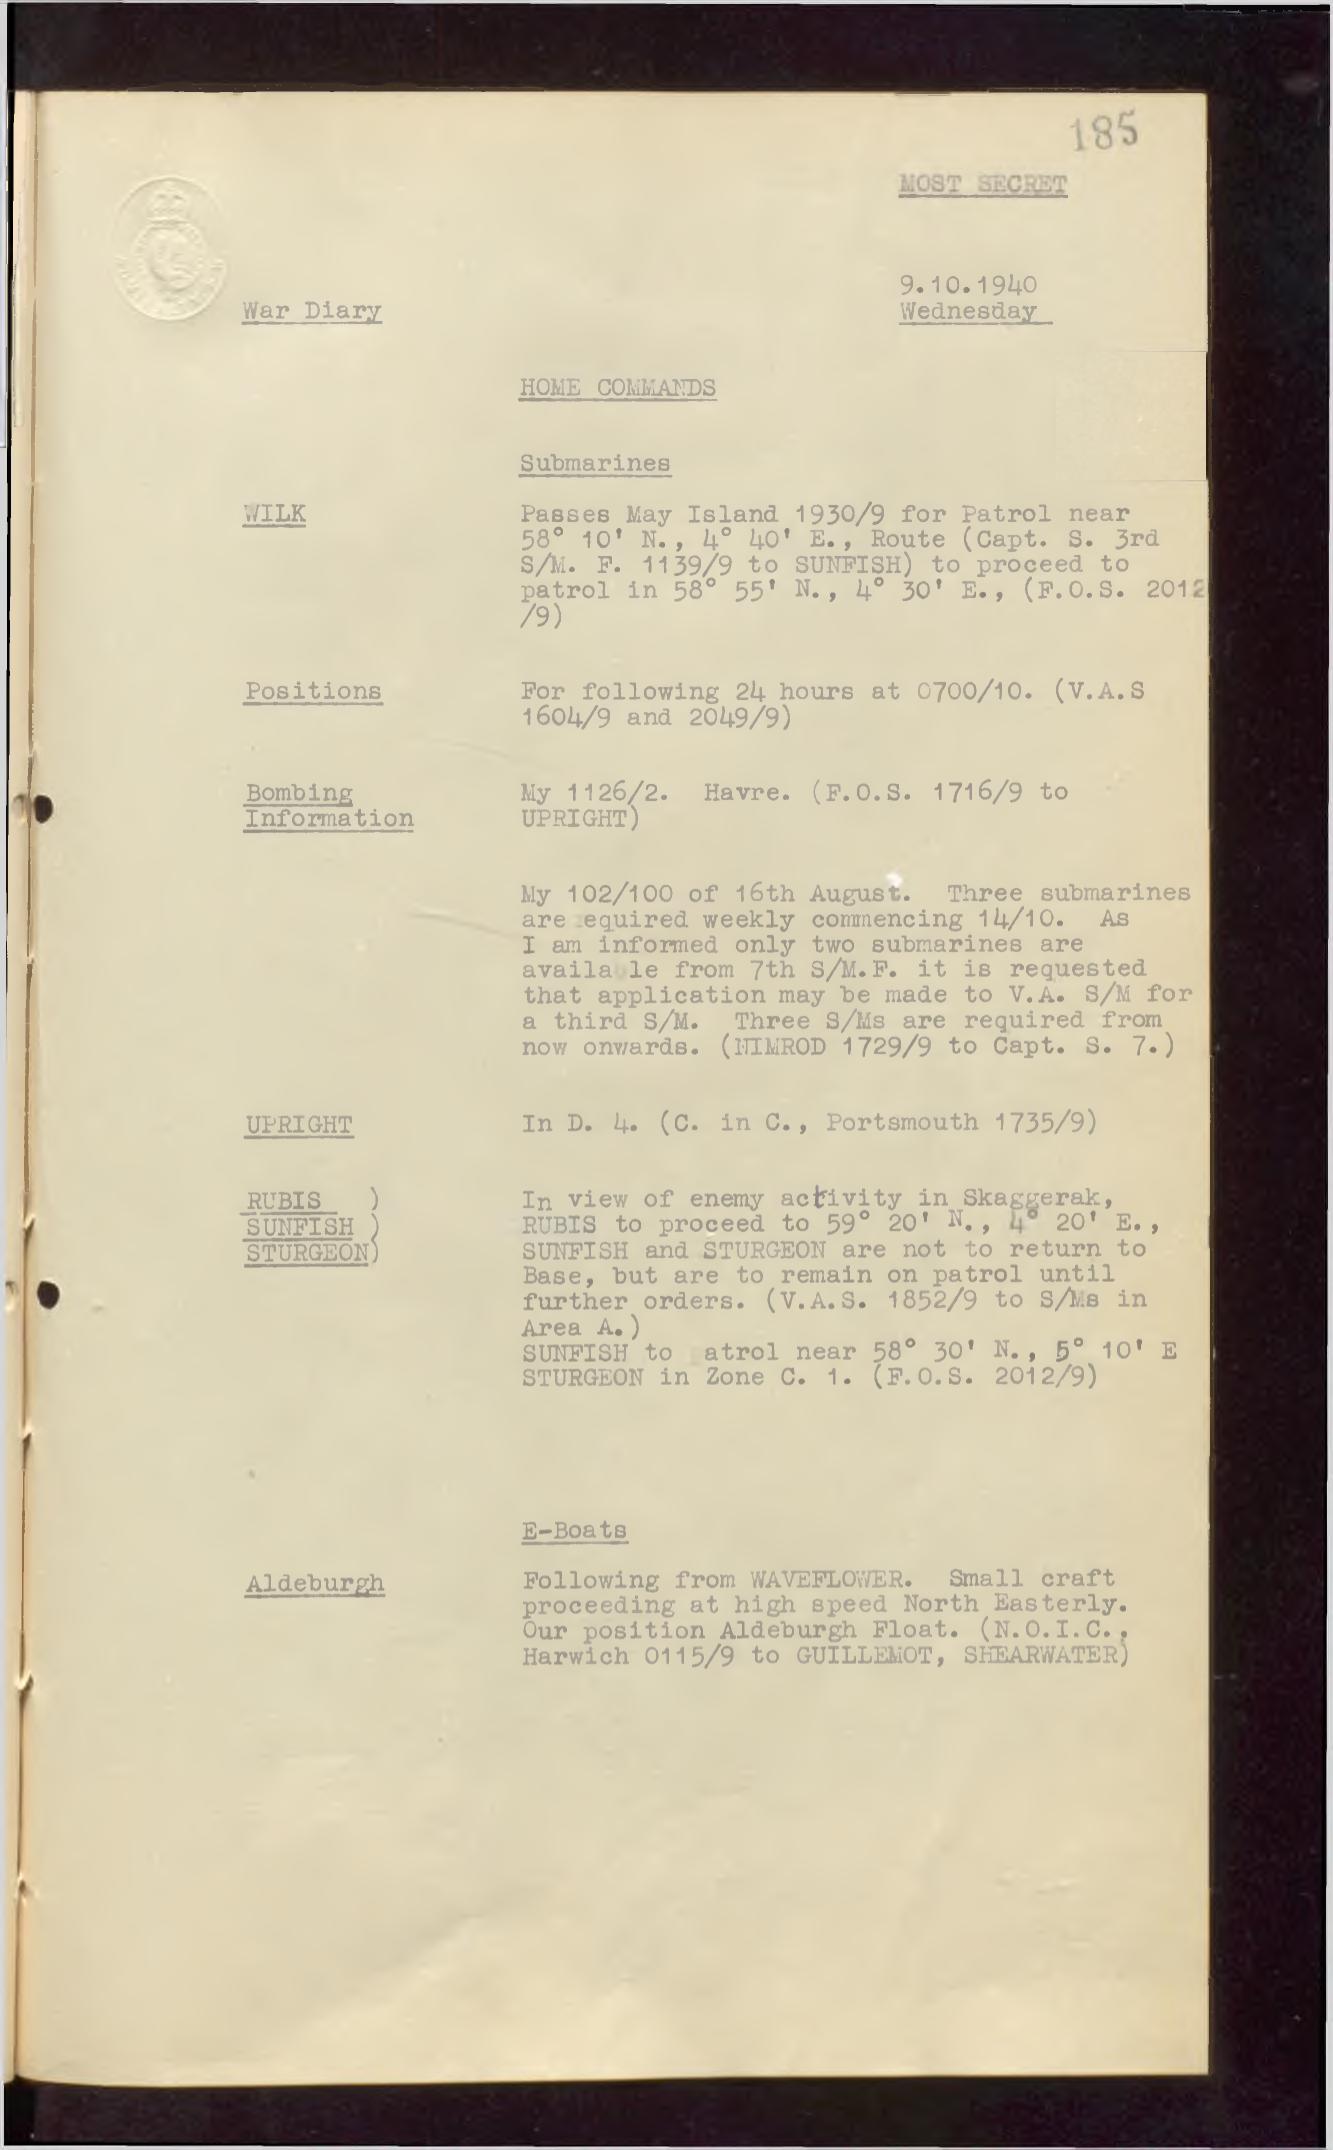 185
MOST SECRET
9.10.1940
War Diary
Wednesday
HOME COMMANDS
Submarines
WILK
Passes May Island 1930/9 for Patrol near
58° 10' N., 4° 40' E., Route (Capt. S. 3rd
S/M. F. 1139/9 to SUNFISH) to proceed to
patrol in 58° 55' N., 4° 30' E., (F.O.S. 2012
/9)
Positions
For following 24 hours at 0700/10. (V.A.S
1604/9 and 2049/9)
Bombing
Information
My 1126/2. Havre. (F.O.S. 1716/9 to
UPRIGHT)
My 102/100 of 16th August. Three submarines
are equired weekly commencing 14/10. As
I am informed only two submarines are
availa le from 7th S/M.F. it is requested
that application may be made to V.A. S/M for
a third S/M. Three S/Ms are required from
now onwards. (NIMROD 1729/9 to Capt. S. 7.)
UPRIGHT
In D. 4. (C. in C., Portsmouth 1735/9)
RUBIS )
SUNFISH )
STURGEON)
In view of enemy activity in Skaggerak,
RUBIS to proceed to 59° 20' N., 4° 20' E.,
SUNFISH and STURGEON are not to return to
Base, but are to remain on patrol until
further orders. (V.A.S. 1852/9 to S/Ms in
Area A.)
SUNFISH to atrol near 58° 30' N., 5° 10' E
STURGEON in Zone C. 1. (F.O.S. 2012/9)
E-Boats
Aldeburgh
Following from WAVEFLOWER. Small craft
proceeding at high speed North Easterly.
Our position Aldeburgh Float. (N.O.I.C.,
Harwich 0115/9 to GUILLEMOT, SHEARWATER)